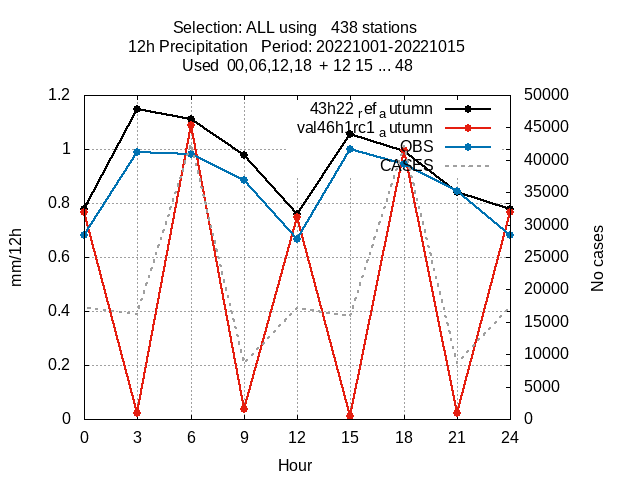 Selection: ALL using 438 stations
12h Precipitation Period: 20221001-20221015
Used 00,06,12,18 + 12 15 ... 48
1.2 50000
43h22 ref autumn
45000
val46h1rc1 autumn
1 OBS
40000
CASES
35000
0.8
30000
mm/12h
0.6 25000
No cases
20000
0.4
15000
10000
0.2
5000
0 0
0 3 6 9 12 15 18 21 24
Hour